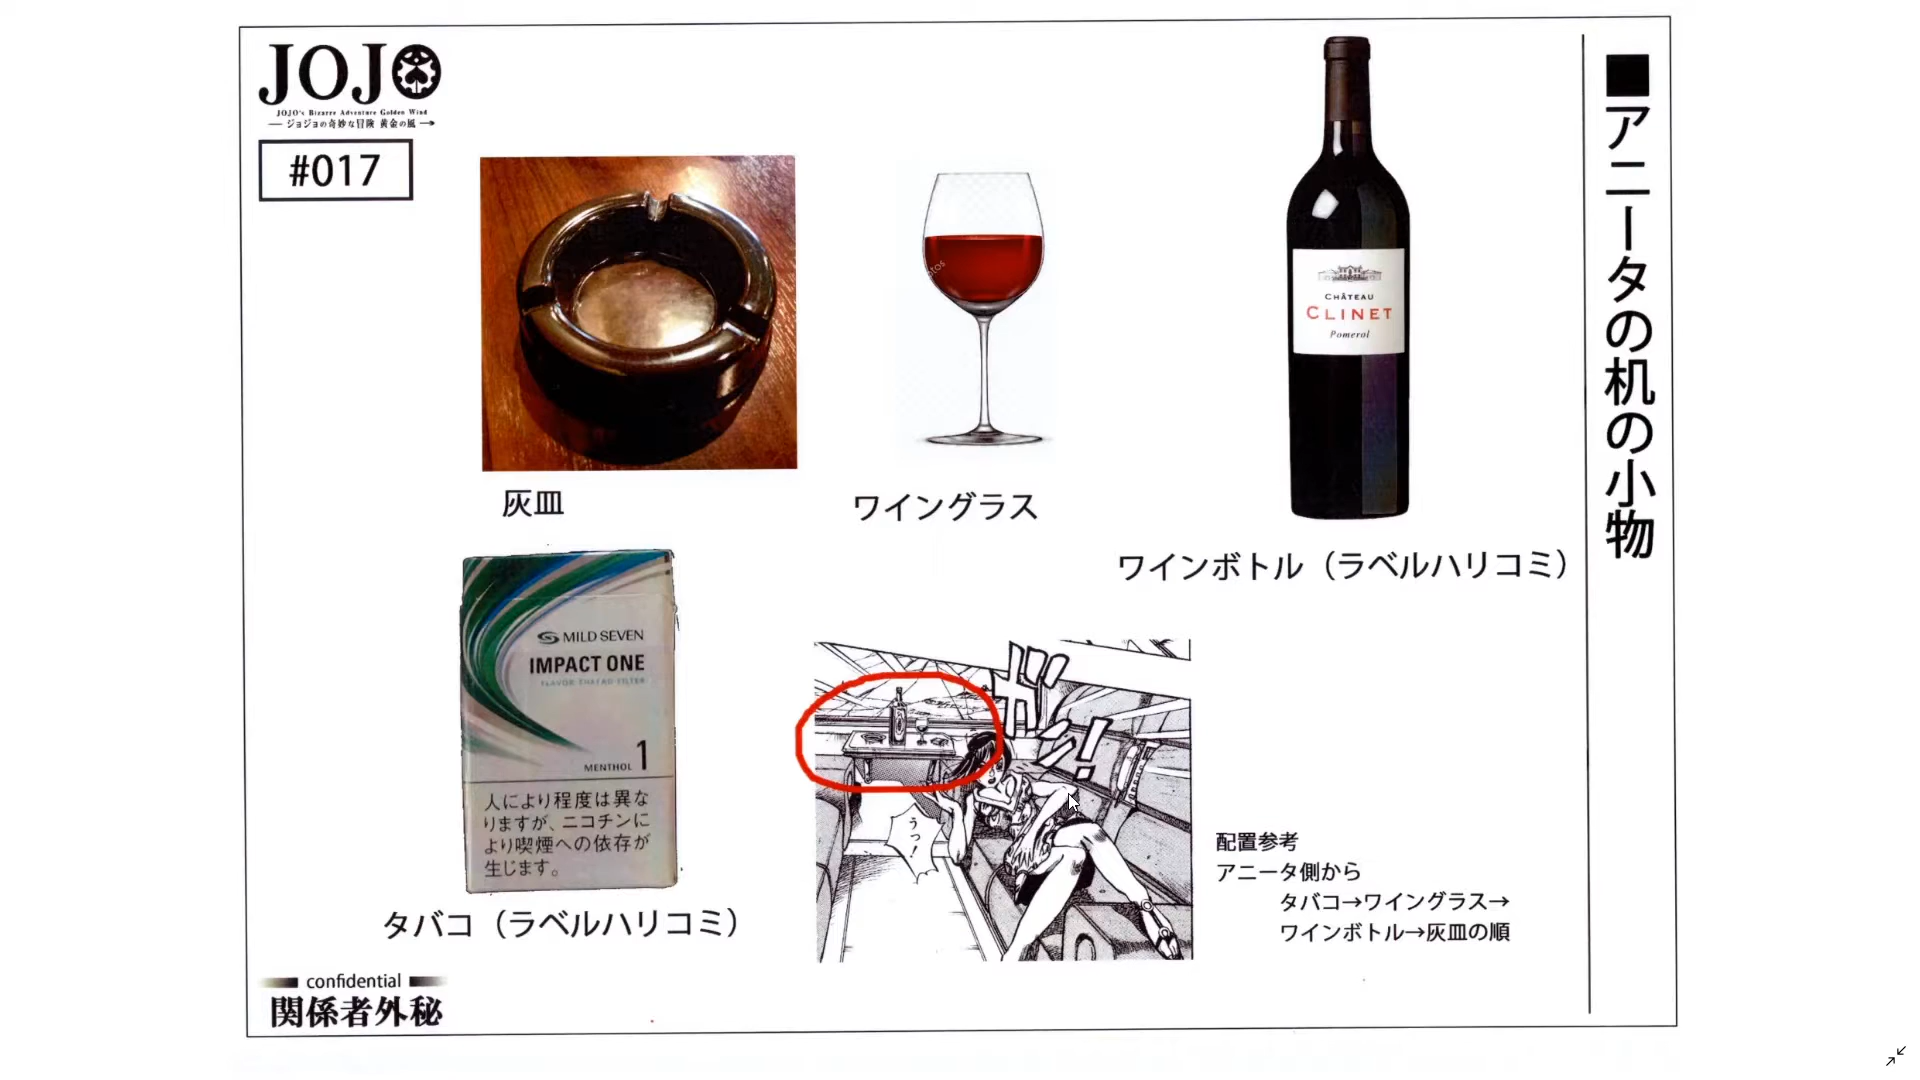 JOJO
JOJO's Bizarre Adventure Golden Wind
ジョジョの奇妙な冒険 黄金の風
#017
■アニータの机の小物
灰皿
ワイングラス
CHÂTEAU
CLINET
Pomerol
ワインボトル（ラベルハリコミ）
MILD SEVEN
IMPACT ONE
MENTHOL 1
人により程度は異な
りますが、ニコチンに
より喫煙への依存が
生じます。
タバコ（ラベルハリコミ）
ガン!
うっ!
配置参考
アニータ側から
タバコ→ワイングラス→
ワインボトル→灰皿の順
confidential
関係者外秘